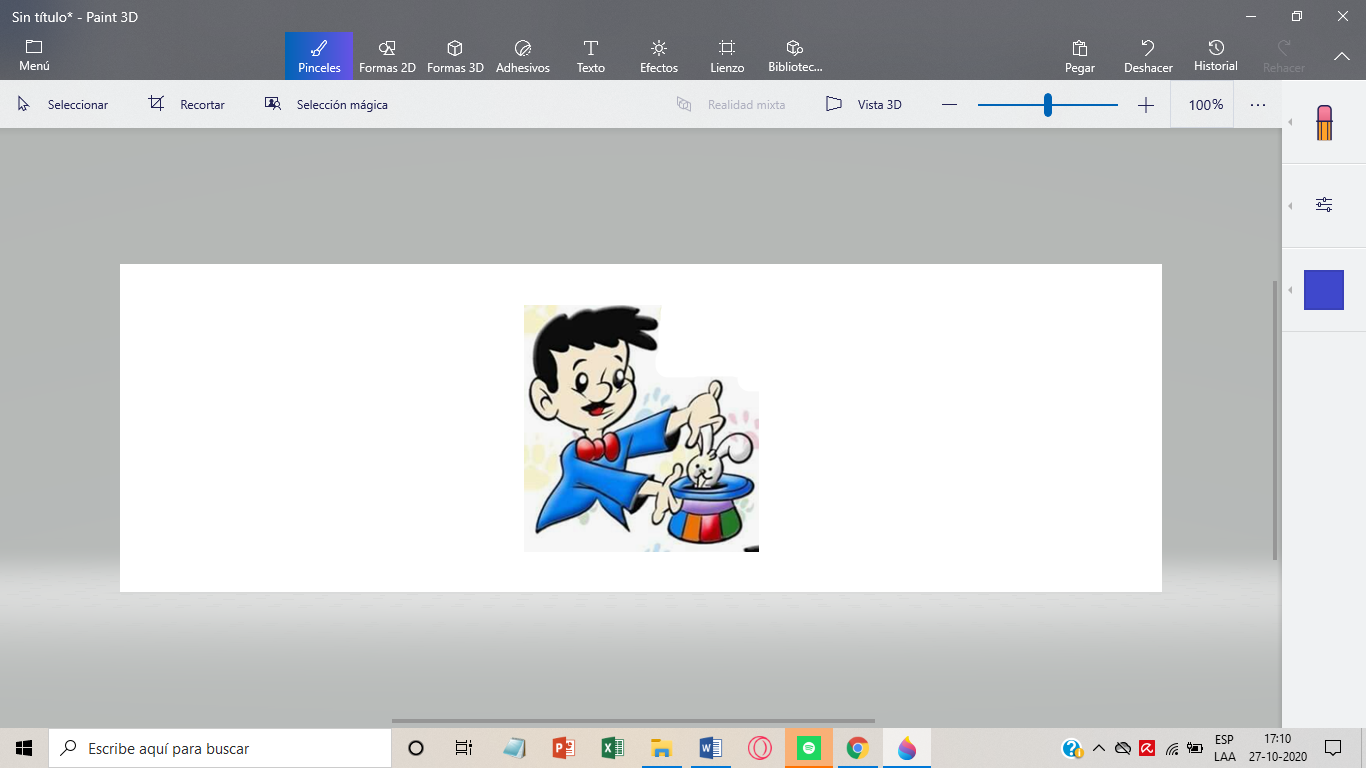 Sin título* - Paint 3D
Menú
Pinceles
Formas 2D
Formas 3D
Adhesivos
Texto
Efectos
Lienzo
Bibliotec...
Pegar
Deshacer
Historial
Rehacer
Seleccionar
Recortar
Selección mágica
Realidad mixta
Vista 3D
100%
Escribe aquí para buscar
ESP
LAA
17:10
27-10-2020